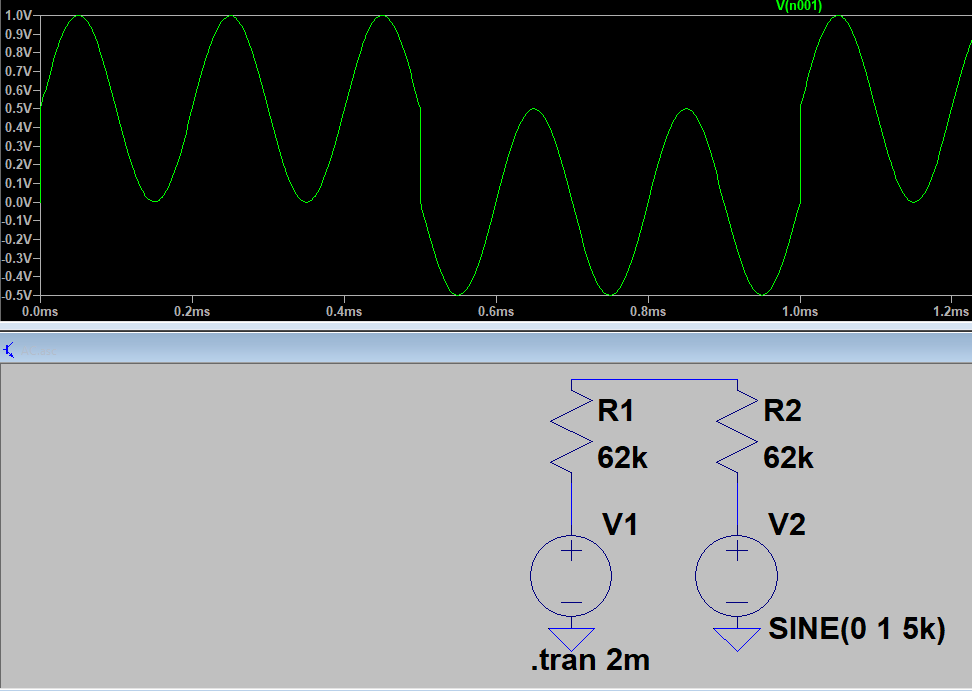 V(n001)
1.0V
0.9V
0.8V
0.7V
0.6V
0.5V
0.4V
0.3V
0.2V
0.1V
0.0V
-0.1V
-0.2V
-0.3V
-0.4V
-0.5V
0.0ms 0.2ms 0.4ms 0.6ms 0.8ms 1.0ms 1.2ms
R1 R2
62k 62k
V1 V2
SINE(0 1 5k)
.tran 2m